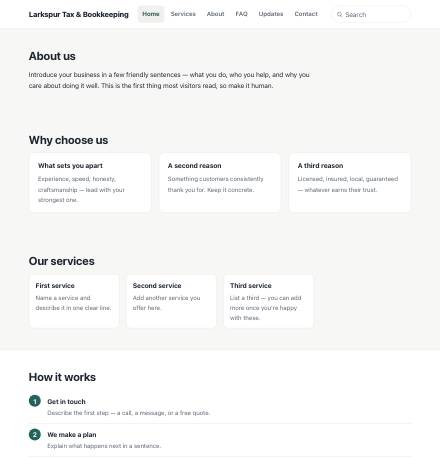 Larkspur Tax & Bookkeeping
Home
Services
About
FAQ
Updates
Contact
Search
About us
Introduce your business in a few friendly sentences — what you do, who you help, and why you
care about doing it well. This is the first thing most visitors read, so make it human.
Why choose us
What sets you apart
Experience, speed, honesty,
craftsmanship — lead with your
strongest one.
A second reason
Something customers consistently
thank you for. Keep it concrete.
A third reason
Licensed, insured, local, guaranteed
— whatever earns their trust.
Our services
First service
Name a service and
describe it in one clear line.
Second service
Add another service you
offer here.
Third service
List a third — you can add
more once you're happy
with these.
How it works
1
Get in touch
Describe the first step — a call, a message, or a free quote.
2
We make a plan
Explain what happens next in a sentence.